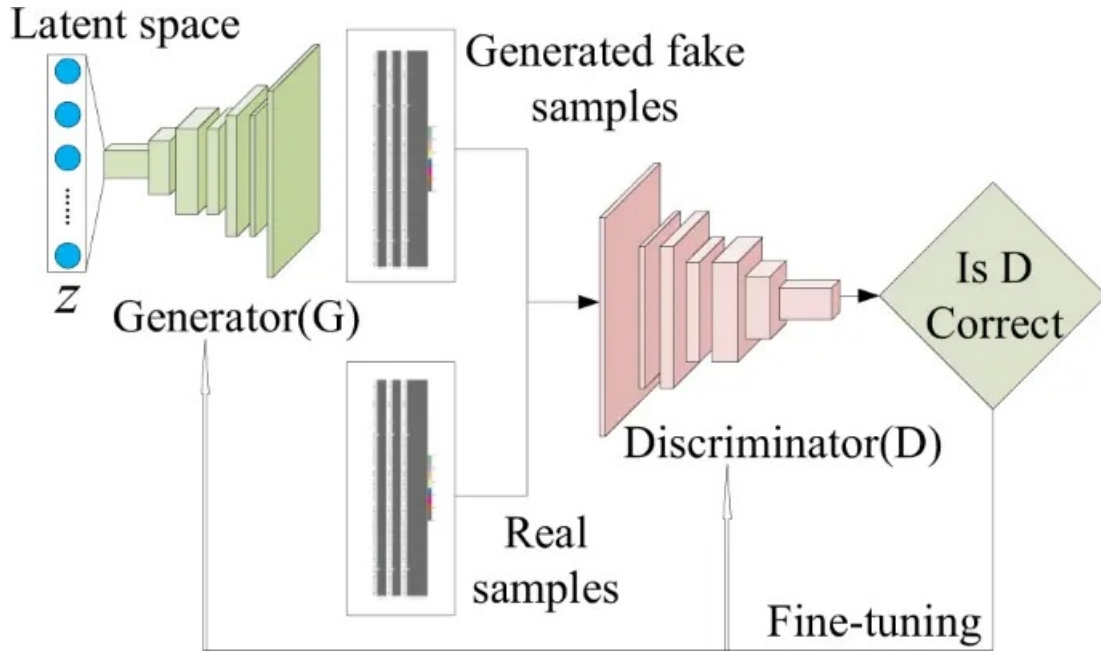 Latent space
z
Generator(G)
Generated fake
samples
Real
samples
Discriminator(D)
Is D
Correct
Fine-tuning